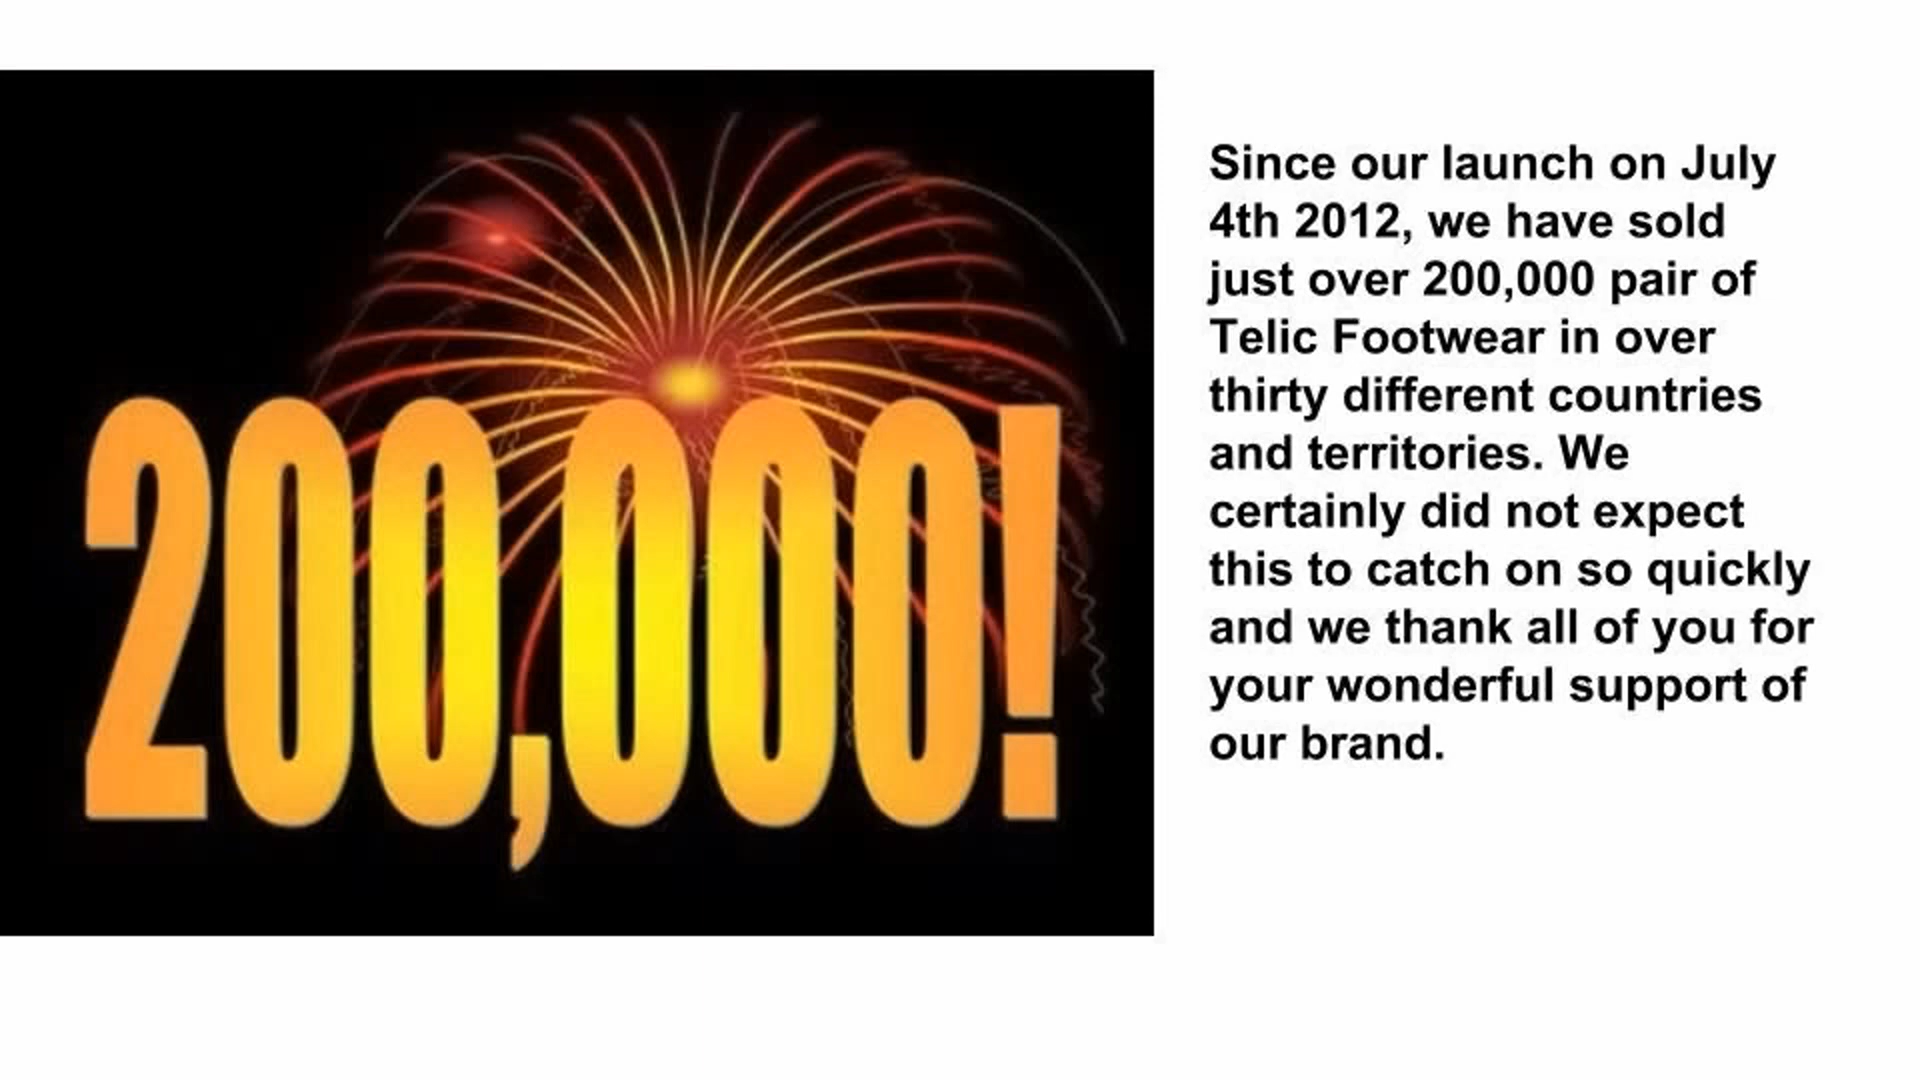 200,000!
Since our launch on July
4th 2012, we have sold
just over 200,000 pair of
Telic Footwear in over
thirty different countries
and territories. We
certainly did not expect
this to catch on so quickly
and we thank all of you for
your wonderful support of
our brand.